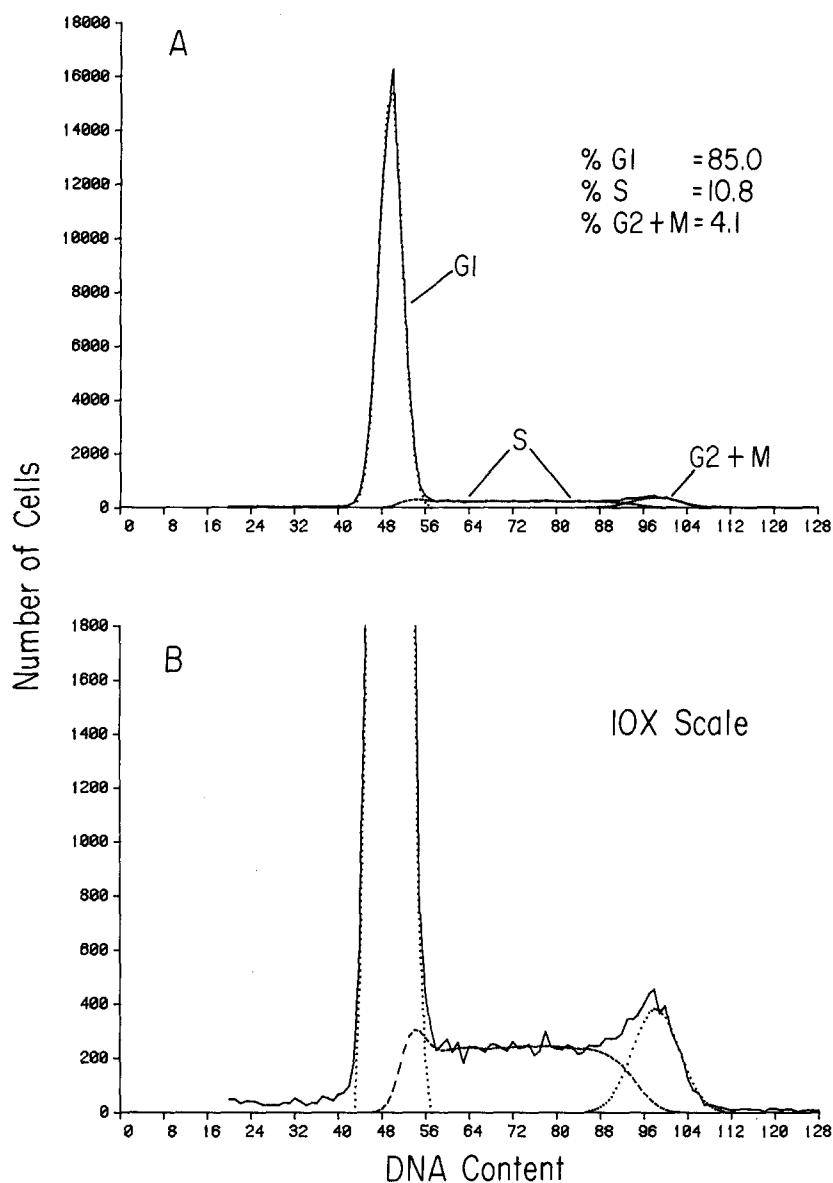 A
18000
16000
14000
12000
10000
8000
6000
4000
2000
0
% G1 =85.0
% S =10.8
% G2+M=4.1
G1
S
G2+M
0 8 16 24 32 40 48 56 64 72 80 88 96 104 112 120 128
Number of Cells
B
1800
1600
1400
1200
1000
800
600
400
200
0
10X Scale
0 8 16 24 32 40 48 56 64 72 80 88 96 104 112 120 128
DNA Content